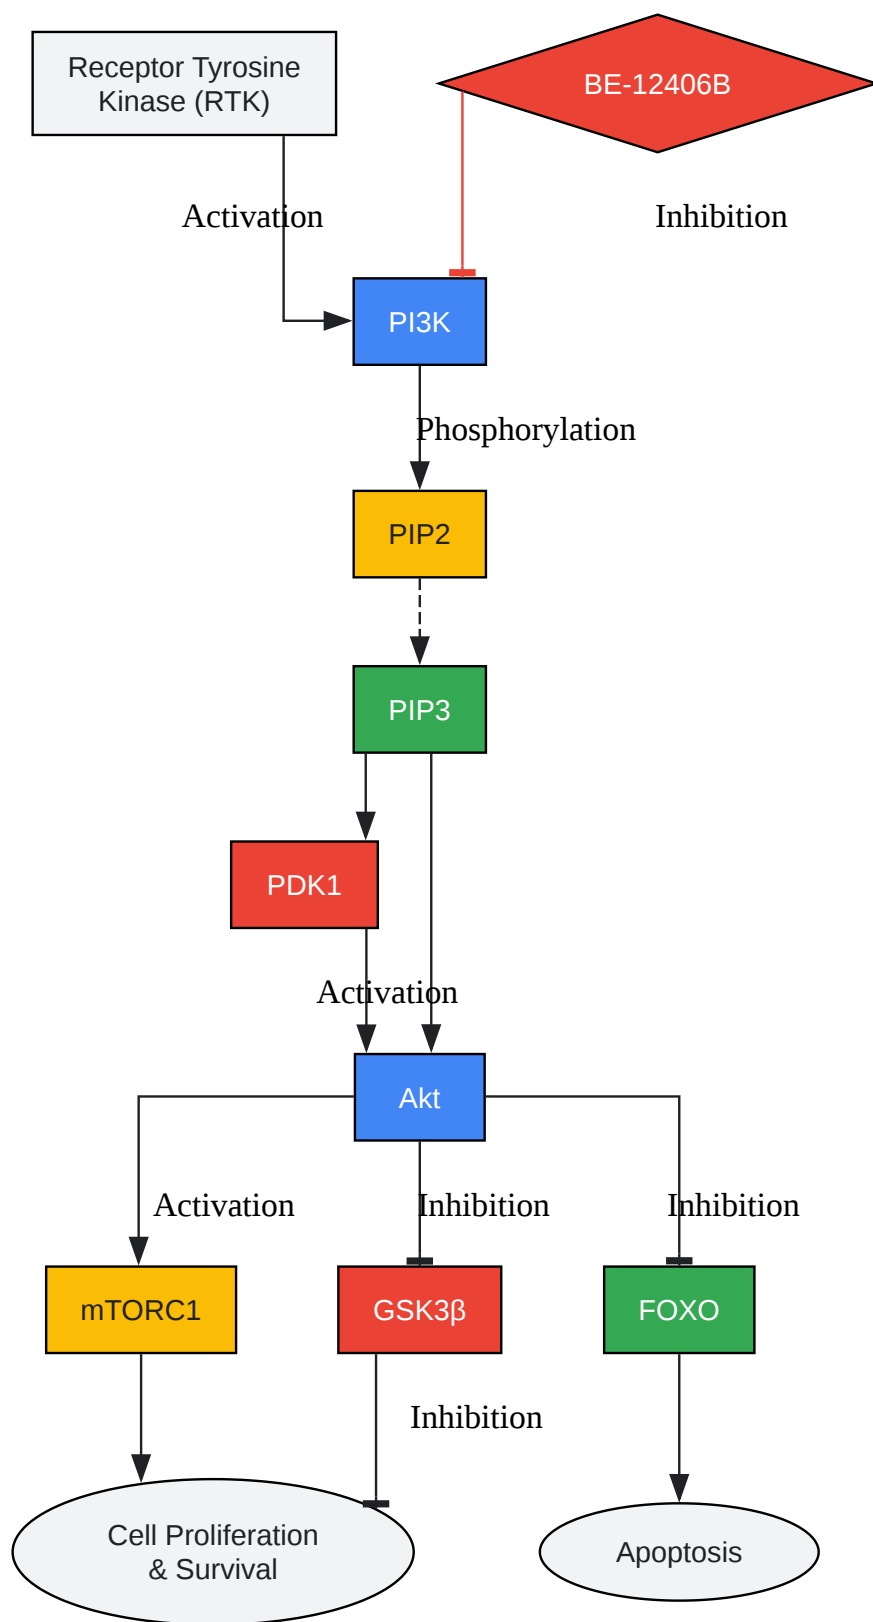 Receptor Tyrosine
Kinase (RTK)
BE-12406B
Activation
Inhibition
PI3K
Phosphorylation
PIP2
PIP3
PDK1
Activation
Akt
Activation
Inhibition
Inhibition
mTORC1
GSK3β
FOXO
Inhibition
Cell Proliferation
& Survival
Apoptosis